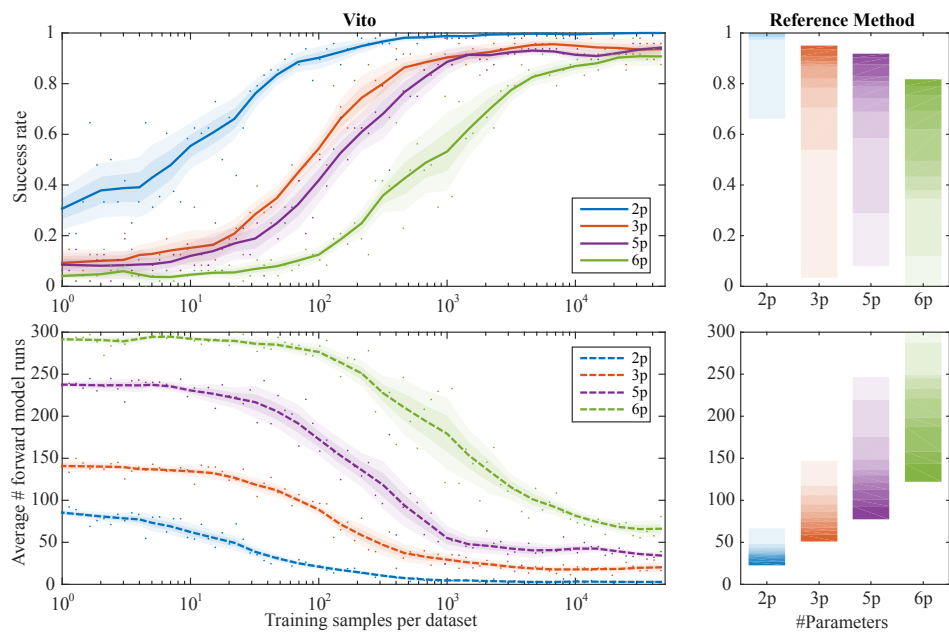 Vito
Reference Method
Success rate
1
0.8
0.6
0.4
0.2
0
10^0
10^1
10^2
10^3
10^4
2p
3p
5p
6p
1
0.8
0.6
0.4
0.2
0
2p
3p
5p
6p
Average # forward model runs
300
250
200
150
100
50
0
10^0
10^1
10^2
10^3
10^4
Training samples per dataset
2p
3p
5p
6p
300
250
200
150
100
50
0
2p
3p
5p
6p
#Parameters